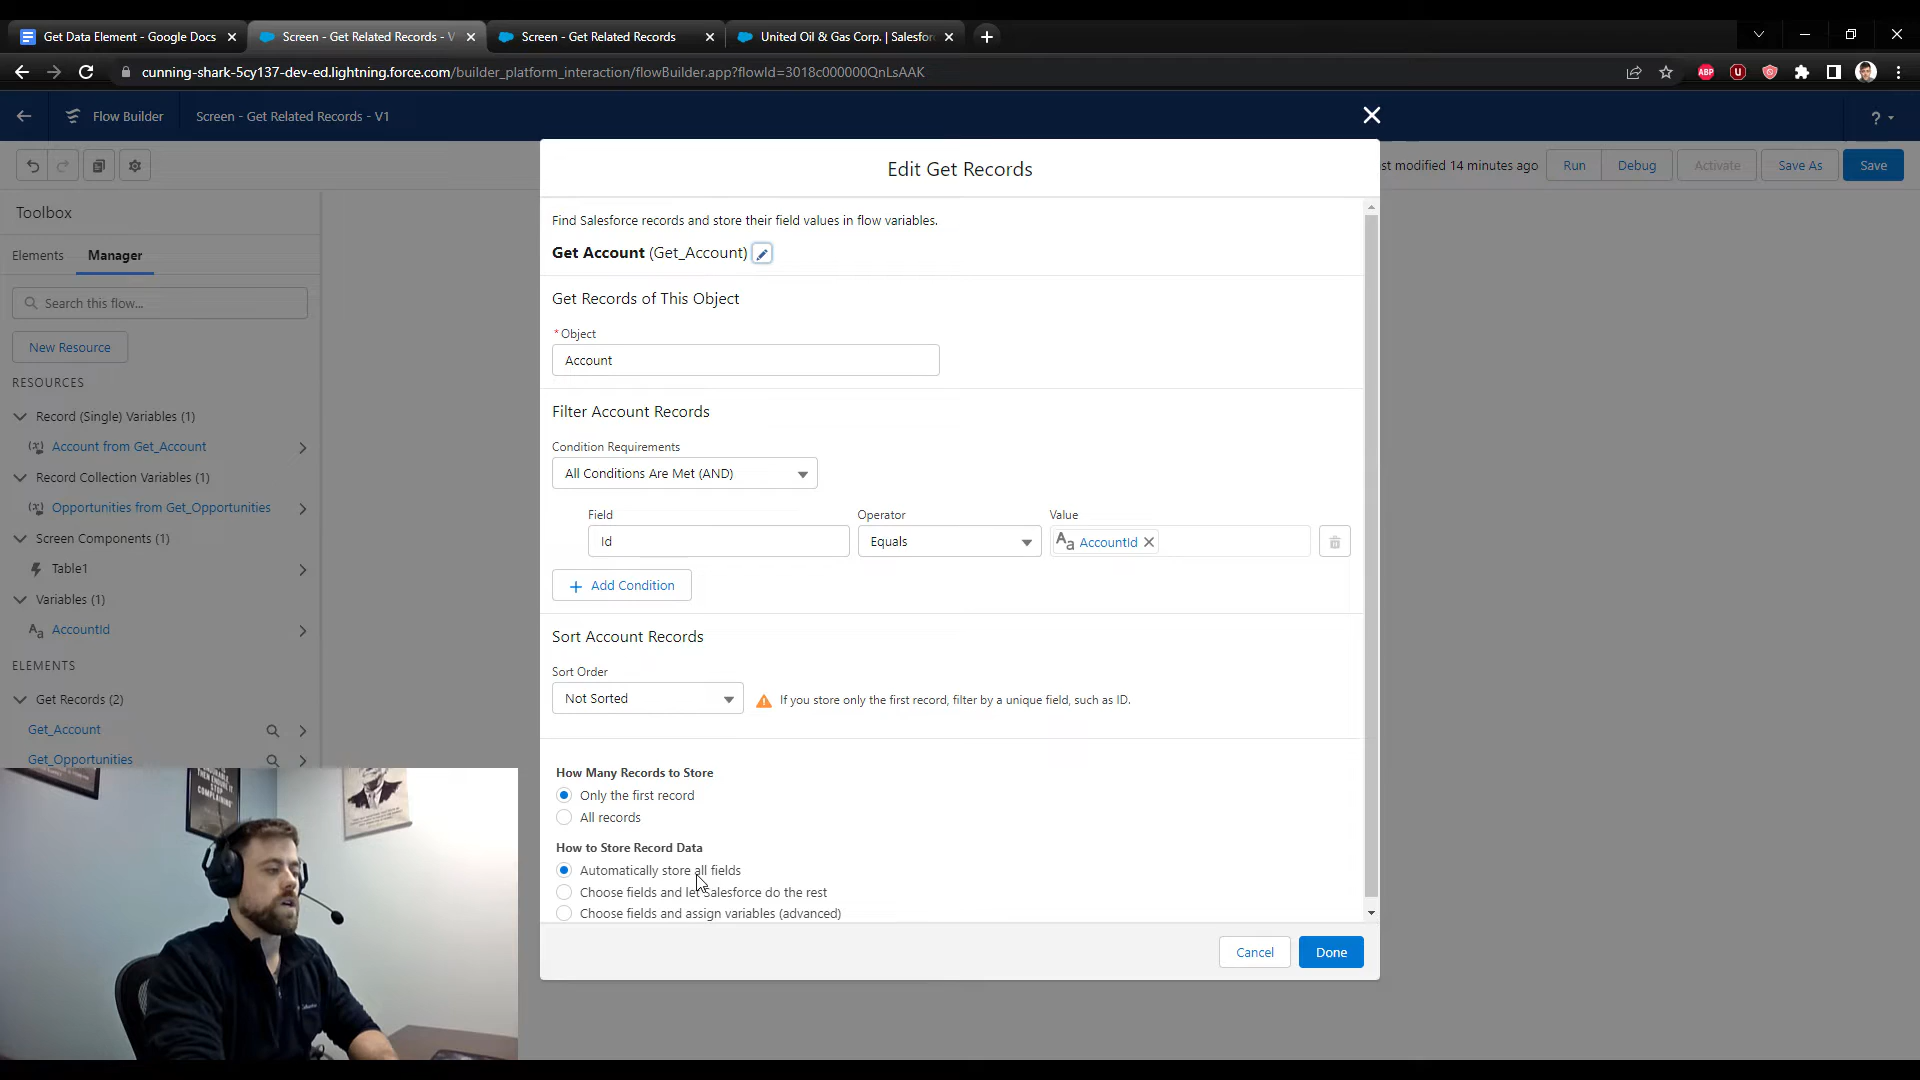 Get Data Element - Google Docs
Screen - Get Related Records - V
Screen - Get Related Records
United Oil & Gas Corp. | Salesfor
cunning-shark-5cy137-dev-ed.lightning.force.com/builder_platform_interaction/flowBuilder.app?flowId=3018c000000QnLsAAK
ABP
U
Flow Builder
Screen - Get Related Records - V1
?
st modified 14 minutes ago
Run
Debug
Activate
Save As
Save
Toolbox
Elements
Manager
Search this flow...
New Resource
RESOURCES
Record (Single) Variables (1)
Account from Get_Account
Record Collection Variables (1)
Opportunities from Get_Opportunities
Screen Components (1)
Table1
Variables (1)
Aa AccountId
ELEMENTS
Get Records (2)
Get_Account
Get_Opportunities
Edit Get Records
Find Salesforce records and store their field values in flow variables.
Get Account (Get_Account)
Get Records of This Object
* Object
Account
Filter Account Records
Condition Requirements
All Conditions Are Met (AND)
Field
Operator
Value
Id
Equals
Aa AccountId
Add Condition
Sort Account Records
Sort Order
Not Sorted
If you store only the first record, filter by a unique field, such as ID.
How Many Records to Store
Only the first record
All records
How to Store Record Data
Automatically store all fields
Choose fields and let Salesforce do the rest
Choose fields and assign variables (advanced)
Cancel
Done
THEN ENJOY
STOP
COMPLAINING